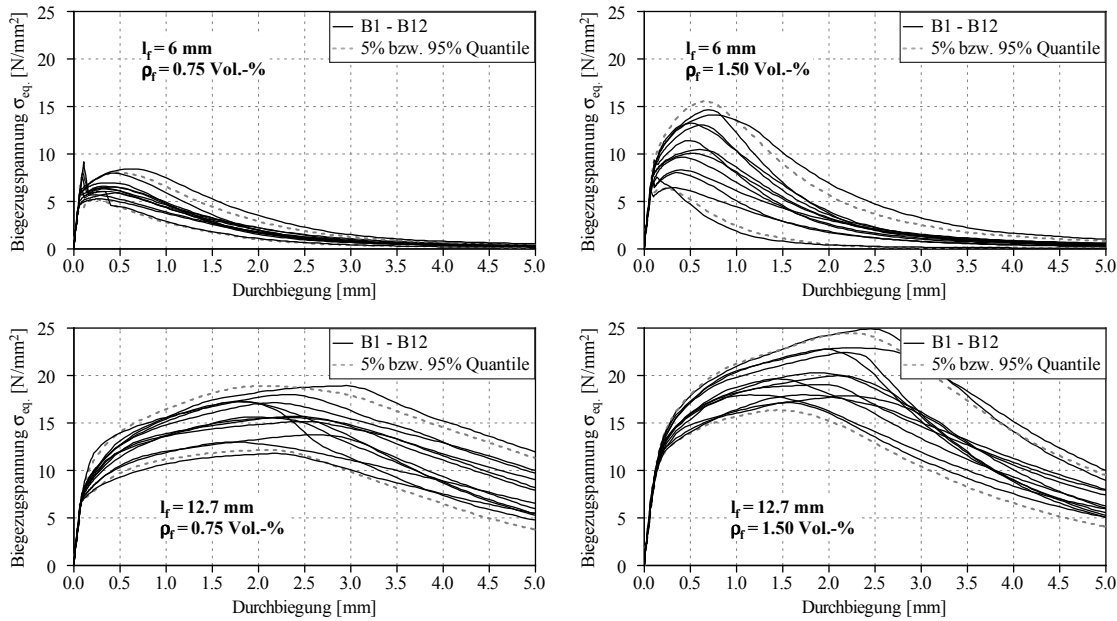 Biegezugspannung σeq. [N/mm²]
25
20
15
10
5
0
B1 - B12
5% bzw. 95% Quantile
lf = 6 mm
ρf = 0.75 Vol.-%
0.0 0.5 1.0 1.5 2.0 2.5 3.0 3.5 4.0 4.5 5.0
Durchbiegung [mm]
Biegezugspannung σeq. [N/mm²]
25
20
15
10
5
0
B1 - B12
5% bzw. 95% Quantile
lf = 6 mm
ρf = 1.50 Vol.-%
0.0 0.5 1.0 1.5 2.0 2.5 3.0 3.5 4.0 4.5 5.0
Durchbiegung [mm]
Biegezugspannung σeq. [N/mm²]
25
20
15
10
5
0
B1 - B12
5% bzw. 95% Quantile
lf = 12.7 mm
ρf = 0.75 Vol.-%
0.0 0.5 1.0 1.5 2.0 2.5 3.0 3.5 4.0 4.5 5.0
Durchbiegung [mm]
Biegezugspannung σeq. [N/mm²]
25
20
15
10
5
0
B1 - B12
5% bzw. 95% Quantile
lf = 12.7 mm
ρf = 1.50 Vol.-%
0.0 0.5 1.0 1.5 2.0 2.5 3.0 3.5 4.0 4.5 5.0
Durchbiegung [mm]